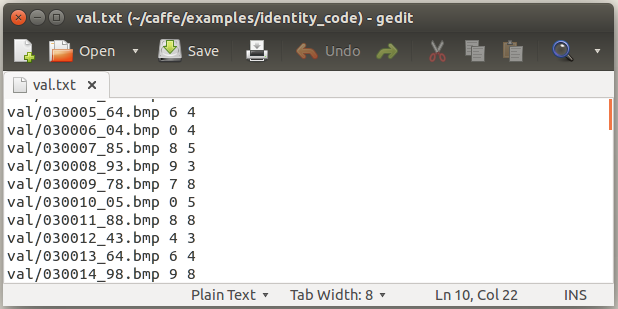 val.txt (~/caffe/examples/identity_code) - gedit
Open Save Undo
val.txt
val/030005_64.bmp 6 4
val/030006_04.bmp 0 4
val/030007_85.bmp 8 5
val/030008_93.bmp 9 3
val/030009_78.bmp 7 8
val/030010_05.bmp 0 5
val/030011_88.bmp 8 8
val/030012_43.bmp 4 3
val/030013_64.bmp 6 4
val/030014_98.bmp 9 8
Plain Text Tab Width: 8 Ln 10, Col 22 INS